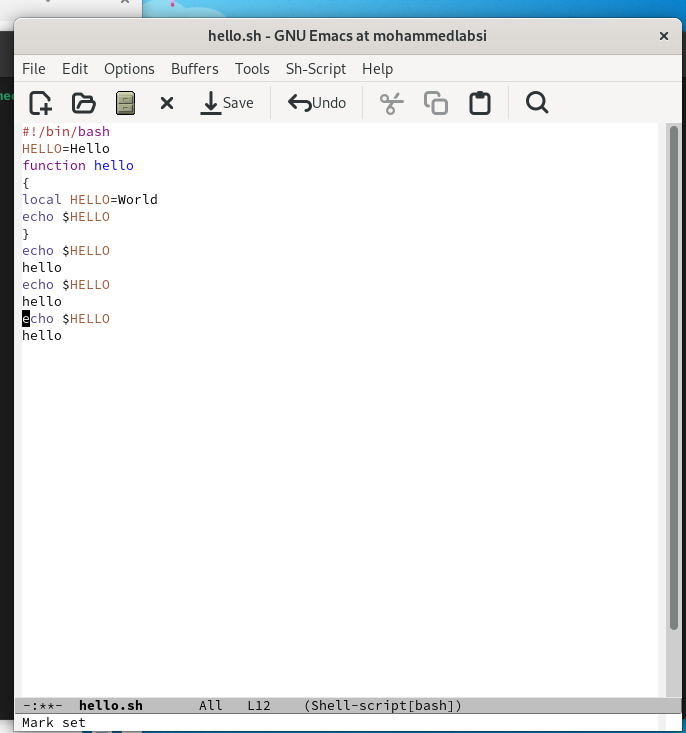 hello.sh - GNU Emacs at mohammedlabsi
File Edit Options Buffers Tools Sh-Script Help
Save Undo
#!/bin/bash
HELLO=Hello
function hello
{
local HELLO=World
echo $HELLO
}
echo $HELLO
hello
echo $HELLO
hello
echo $HELLO
hello
-:**- hello.sh All L12 (Shell-script[bash])
Mark set